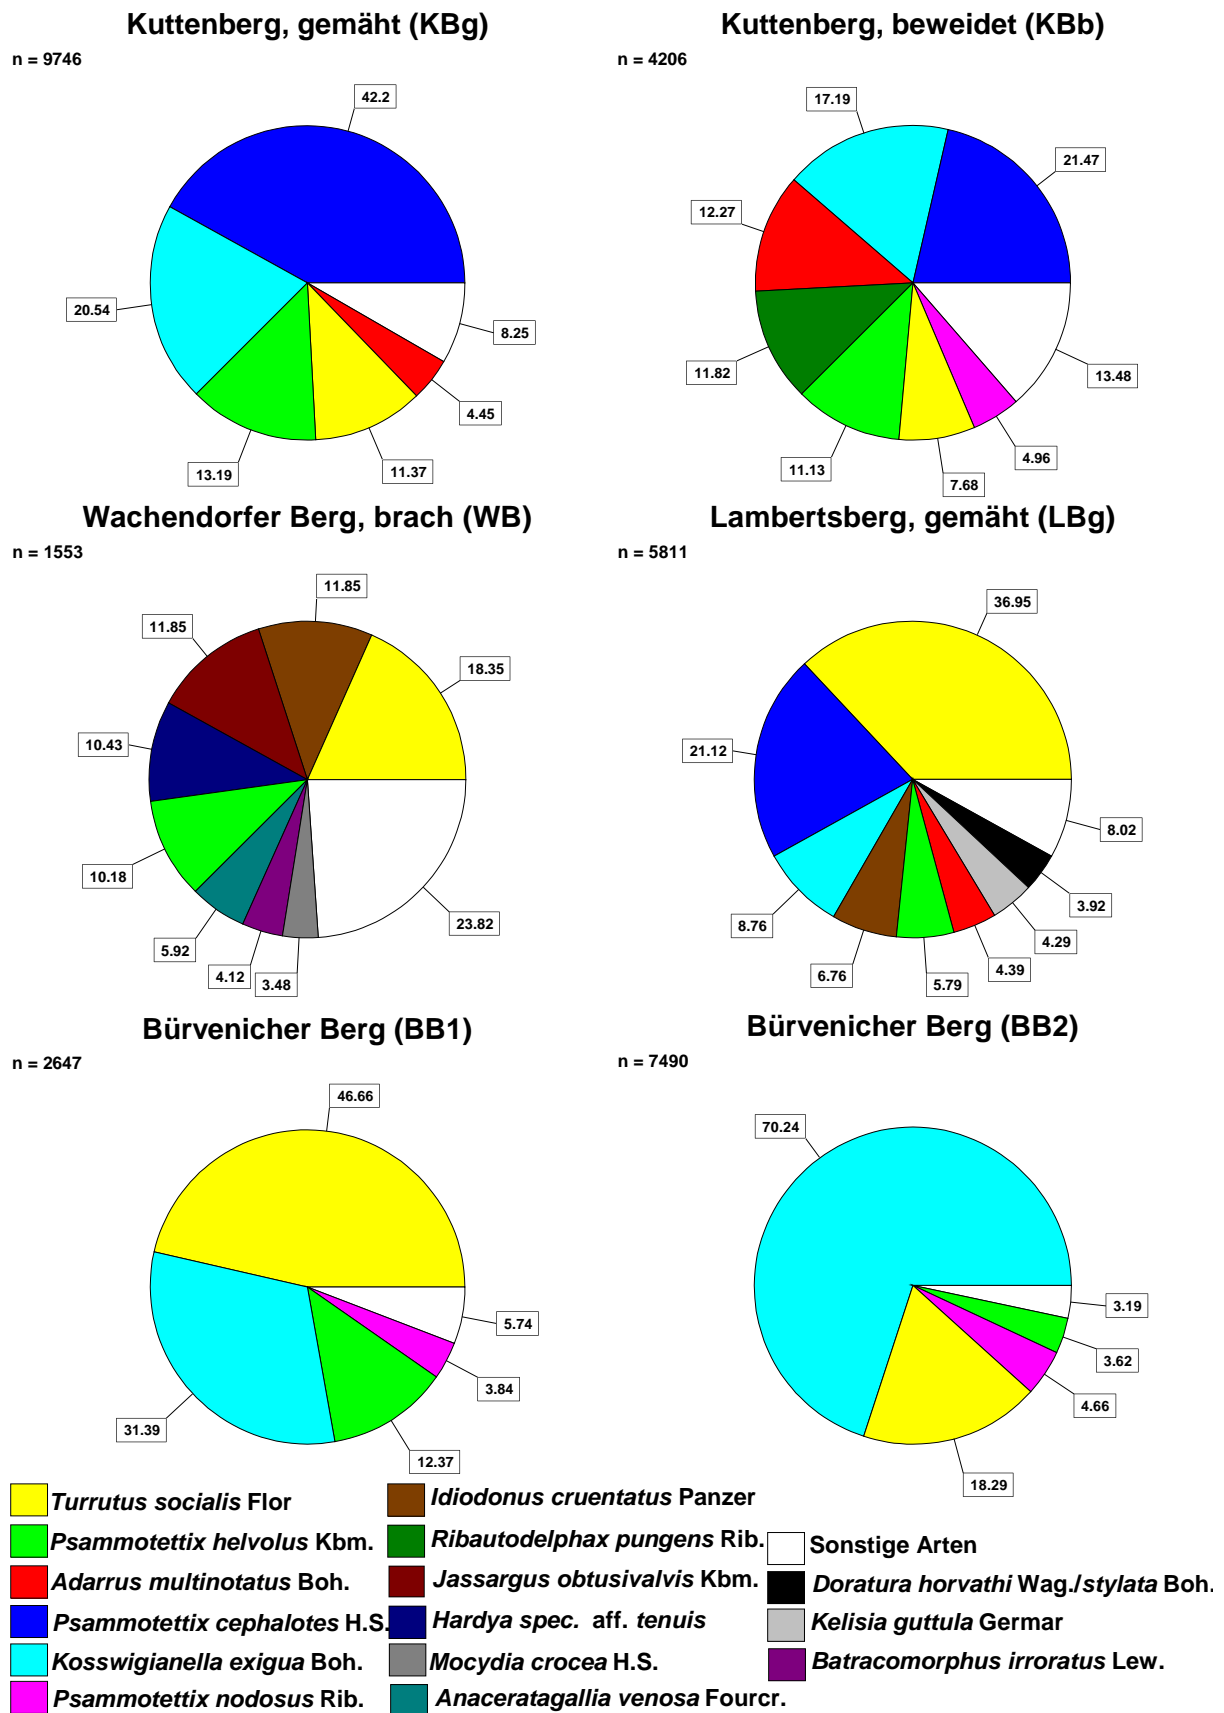 Kuttenberg, gemäht (KBg)
n = 9746
42.2
20.54
8.25
4.45
13.19
11.37
Kuttenberg, beweidet (KBb)
n = 4206
17.19
21.47
12.27
11.82
13.48
11.13
4.96
7.68
Wachendorfer Berg, brach (WB)
n = 1553
11.85
11.85
18.35
10.43
10.18
23.82
5.92
4.12
3.48
Lambertsberg, gemäht (LBg)
n = 5811
36.95
21.12
8.02
3.92
8.76
4.29
6.76
4.39
5.79
Bürvenicher Berg (BB1)
n = 2647
46.66
5.74
3.84
31.39
12.37
Bürvenicher Berg (BB2)
n = 7490
70.24
3.19
3.62
4.66
18.29
Turrutus socialis Flor
Psammotettix helvolus Kbm.
Adarrus multinotatus Boh.
Psammotettix cephalotes H.S.
Kosswigianella exigua Boh.
Psammotettix nodosus Rib.
Idiodonus cruentatus Panzer
Ribautodelphax pungens Rib.
Jassargus obtusivalvis Kbm.
Hardya spec. aff. tenuis
Mocydia crocea H.S.
Anaceratagallia venosa Fourcr.
Sonstige Arten
Doratura horvathi Wag./stylata Boh.
Kelisia guttula Germar
Batracomorphus irroratus Lew.